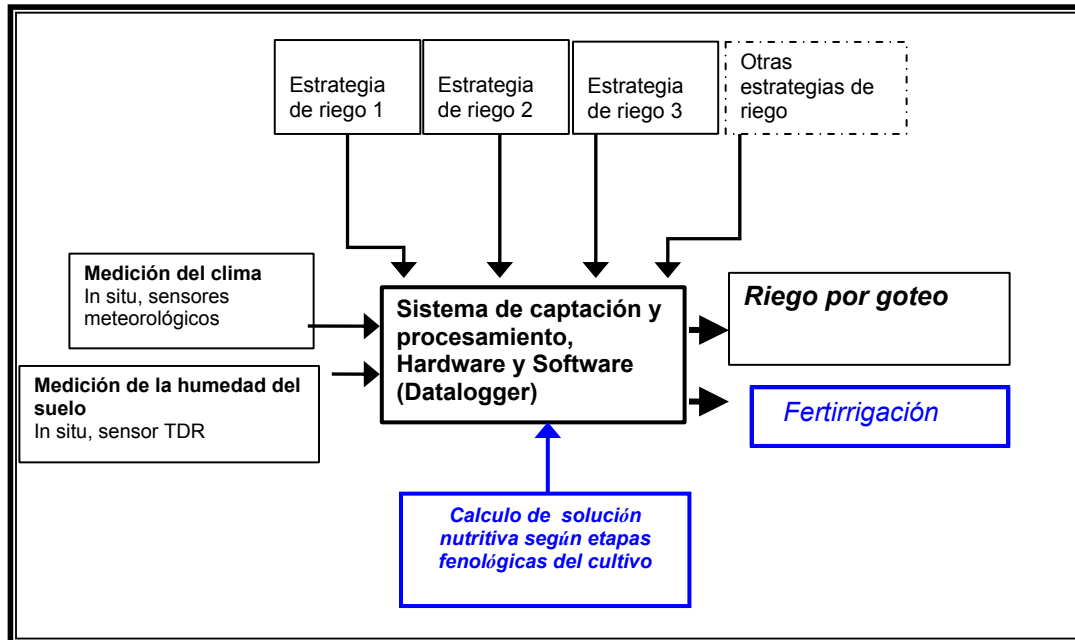 Estrategia
de riego 1
Estrategia
de riego 2
Estrategia
de riego 3
Otras
estrategias de
riego
Medición del clima
In situ, sensores
meteorológicos
Medición de la humedad del
suelo
In situ, sensor TDR
Sistema de captación y
procesamiento,
Hardware y Software
(Datalogger)
Riego por goteo
Fertirrigación
Calculo de solución
nutritiva según etapas
fenológicas del cultivo